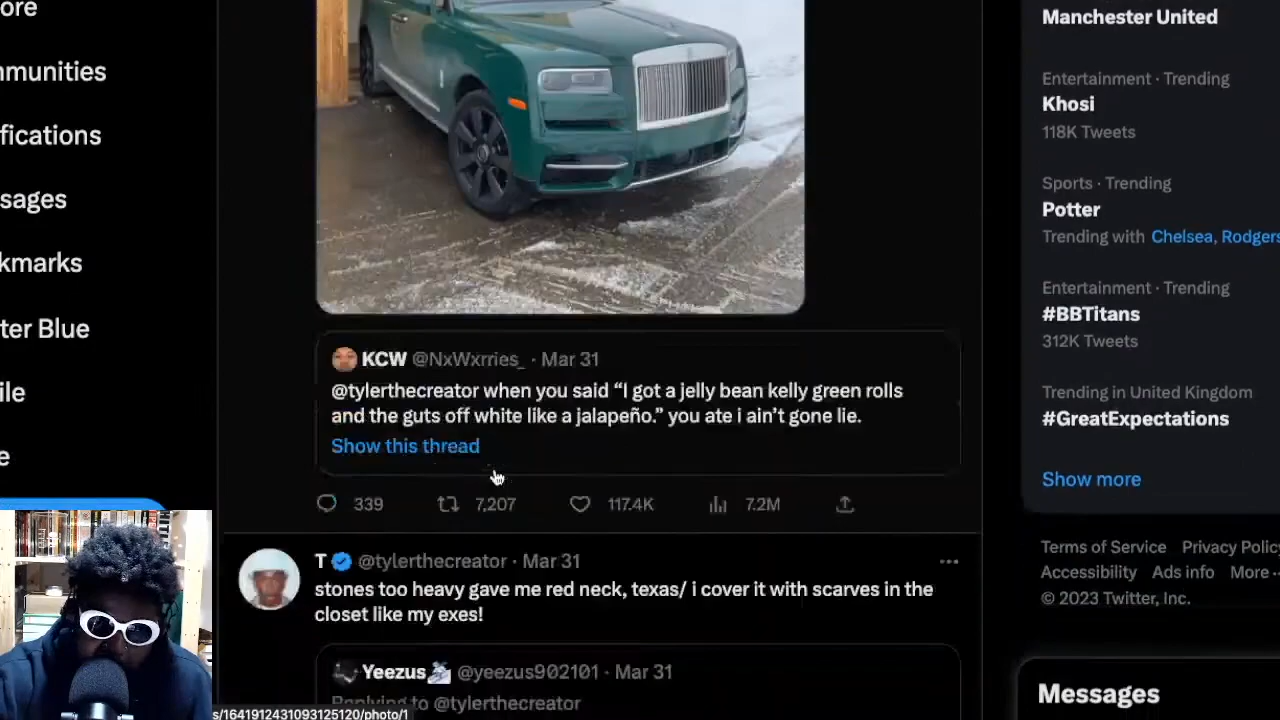 ore
mmunities
ifications
sages
kmarks
ter Blue
ile
e
KCW @NxWxrries_ · Mar 31
@tylerthecreator when you said “I got a jelly bean kelly green rolls
and the guts off white like a jalapeño.” you ate i ain’t gone lie.
Show this thread
339 7,207 117.4K 7.2M
T @tylerthecreator · Mar 31
stones too heavy gave me red neck, texas/ i cover it with scarves in the
closet like my exes!
Yeezus @yeezus902101 · Mar 31
Replying to @tylerthecreator
s/1641912431093125120/photo/1
Manchester United
Entertainment · Trending
Khosi
118K Tweets
Sports · Trending
Potter
Trending with Chelsea, Rodgers
Entertainment · Trending
#BBTitans
312K Tweets
Trending in United Kingdom
#GreatExpectations
Show more
Terms of Service Privacy Policy
Accessibility Ads info More ···
© 2023 Twitter, Inc.
Messages